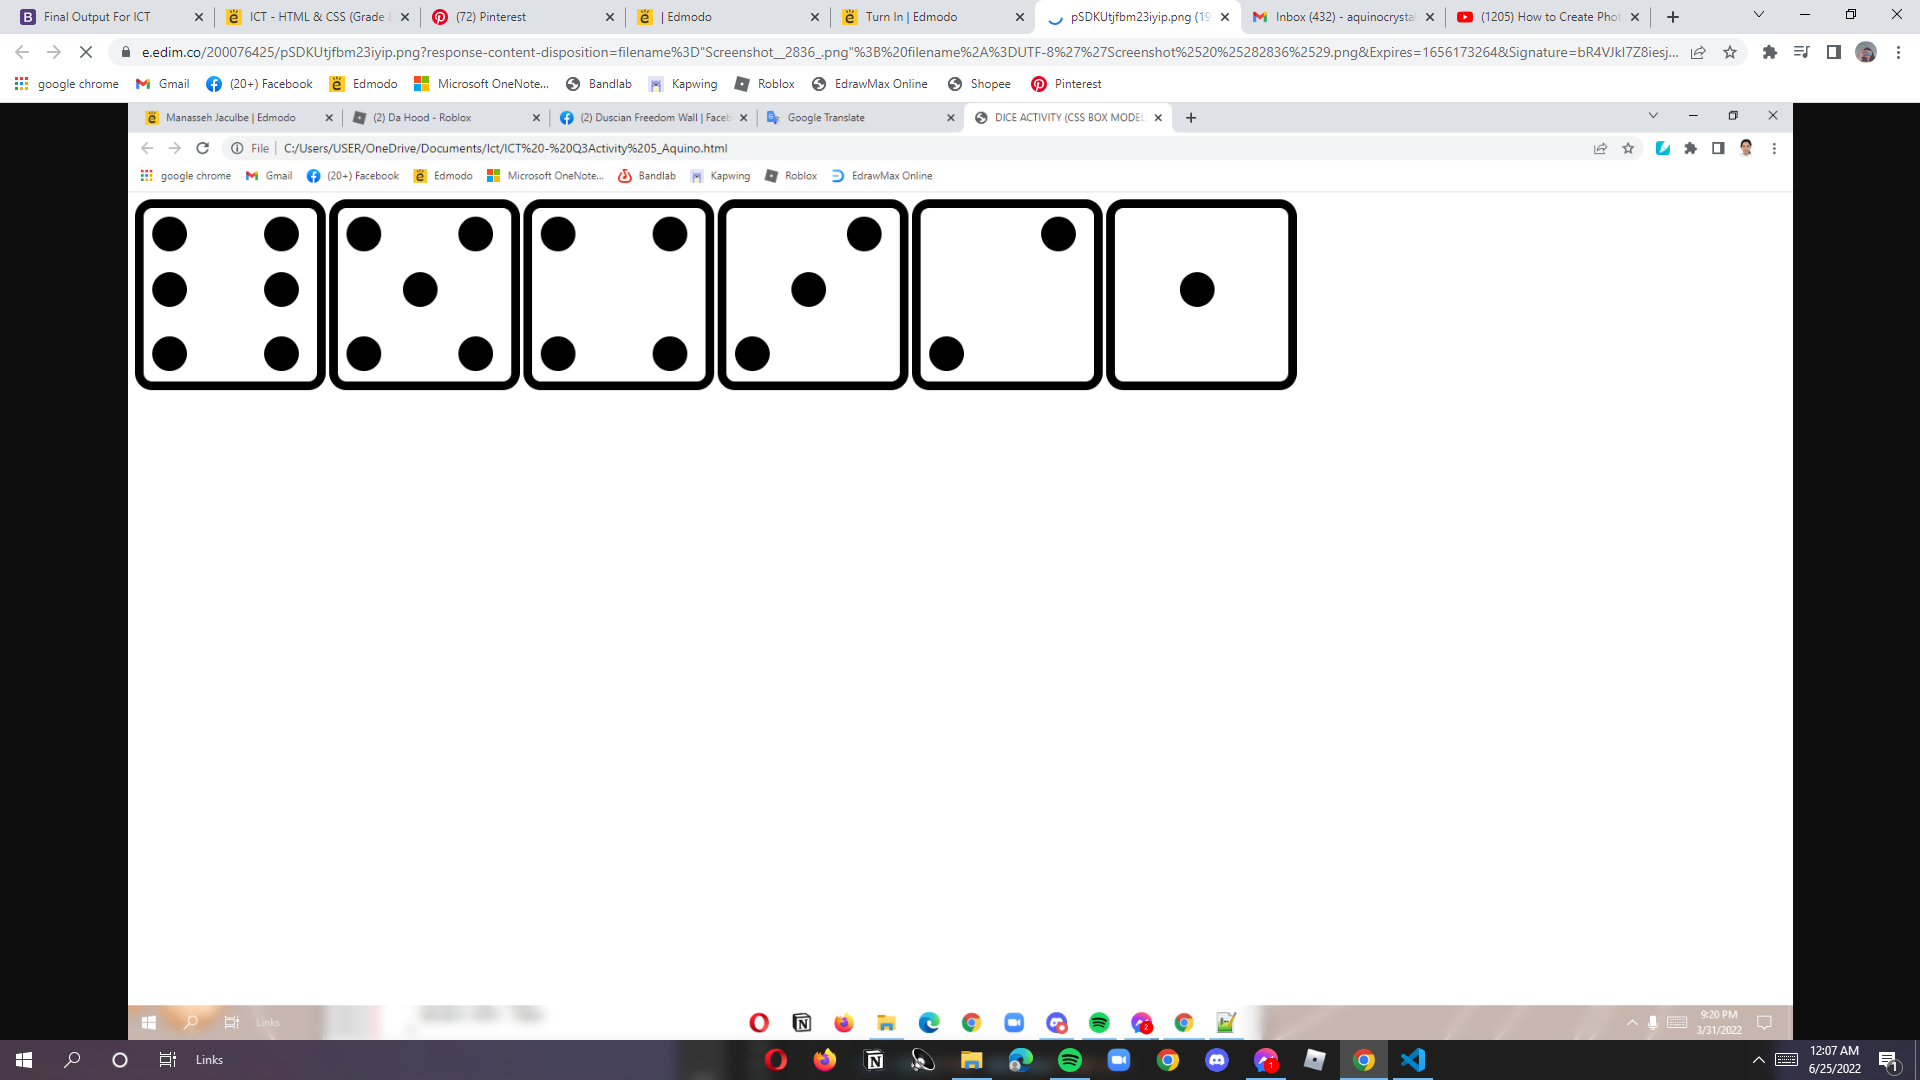 Final Output For ICT
ICT - HTML & CSS (Grade
(72) Pinterest
| Edmodo
Turn In | Edmodo
pSDKUtjfbm23iyip.png (19
Inbox (432) - aquinocrysta
(1205) How to Create Phot
e.edim.co/200076425/pSDKUtjfbm23iyip.png?response-content-disposition=filename%3D"Screenshot__2836_.png"%3B%20filename%2A%3DUTF-8%27%27Screenshot%2520%25282836%2529.png&Expires=1656173264&Signature=bR4VJkI7Z8iesj...
google chrome
Gmail
(20+) Facebook
Edmodo
Microsoft OneNote...
Bandlab
Kapwing
Roblox
EdrawMax Online
Shopee
Pinterest
Manasseh Jaculbe | Edmodo
(2) Da Hood - Roblox
(2) Duscian Freedom Wall | Faceb
Google Translate
DICE ACTIVITY (CSS BOX MODEL
File
C:/Users/USER/OneDrive/Documents/Ict/ICT%20-%20Q3Activity%205_Aquino.html
google chrome
Gmail
(20+) Facebook
Edmodo
Microsoft OneNote...
Bandlab
Kapwing
Roblox
EdrawMax Online
Links
2
9:20 PM
3/31/2022
Links
1
12:07 AM
6/25/2022
1